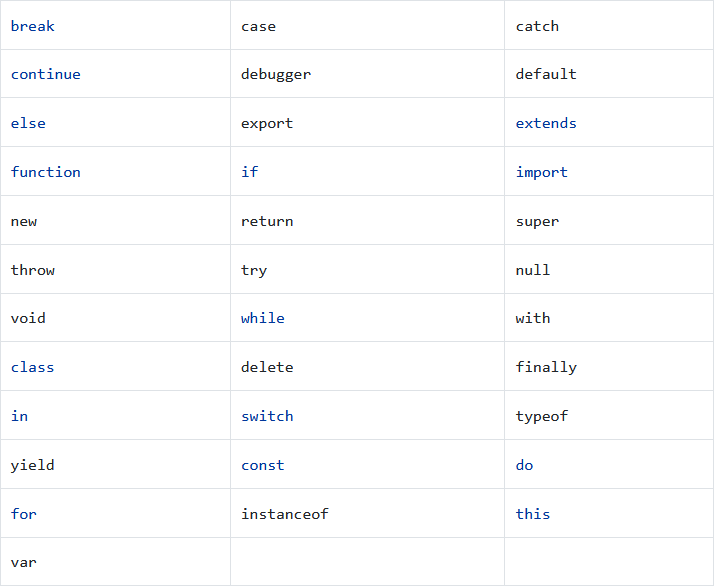 break case catch
continue debugger default
else export extends
function if import
new return super
throw try null
void while with
class delete finally
in switch typeof
yield const do
for instanceof this
var